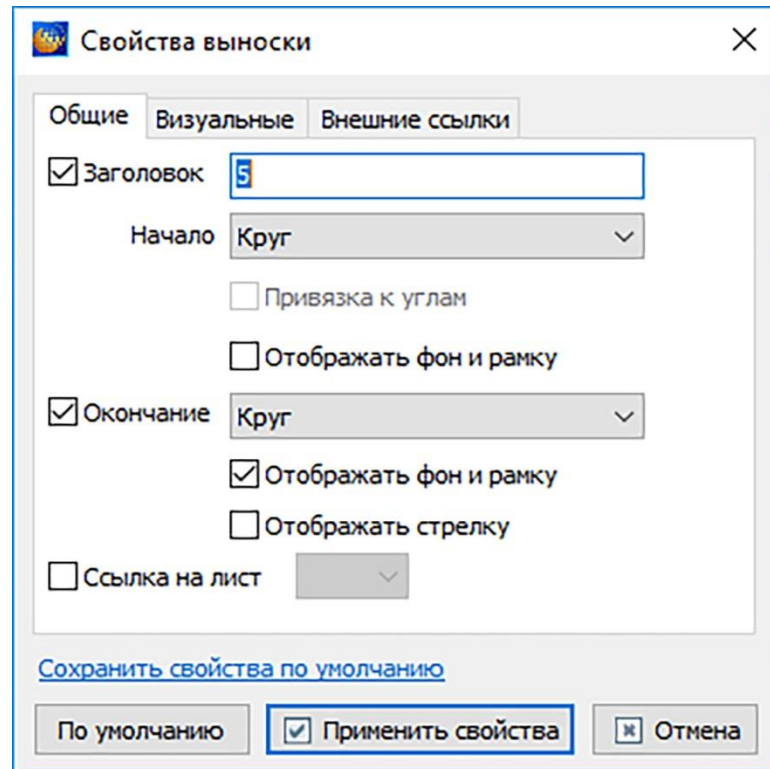 Свойства выноски
Общие Визуальные Внешние ссылки
Заголовок 5
Начало Круг
Привязка к углам
Отображать фон и рамку
Окончание Круг
Отображать фон и рамку
Отображать стрелку
Ссылка на лист
Сохранить свойства по умолчанию
По умолчанию Применить свойства Отмена